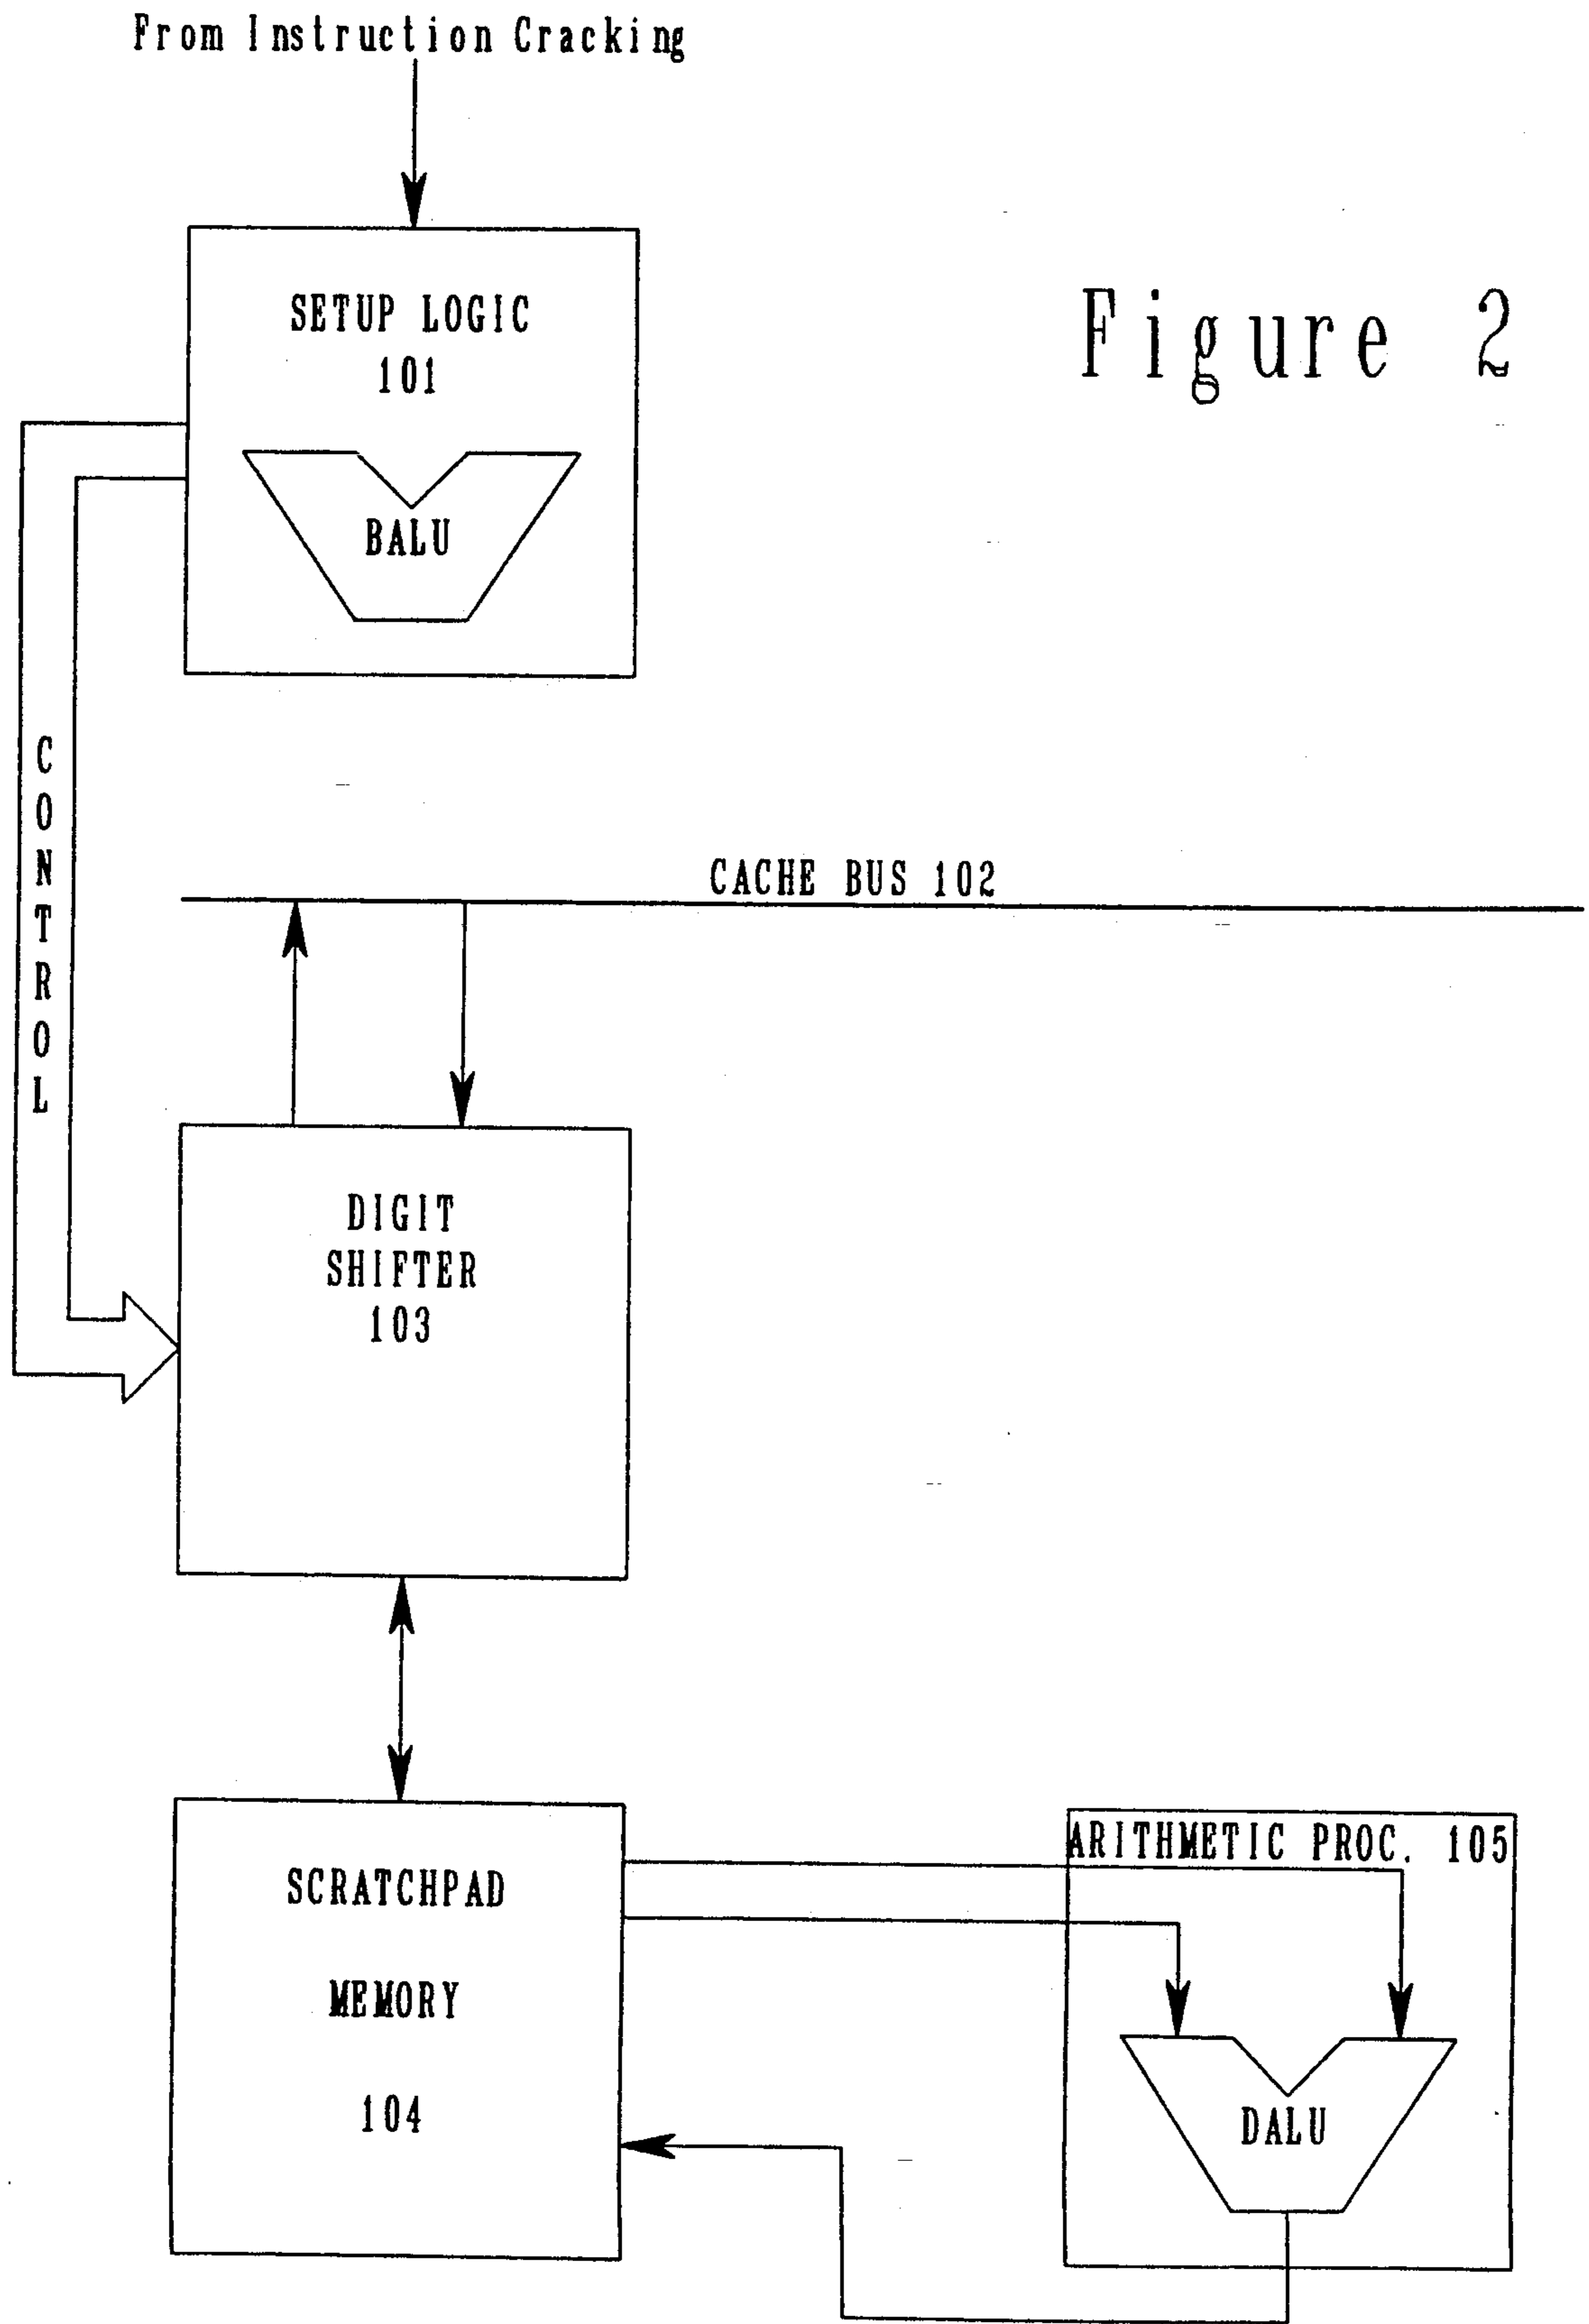 From Instruction Cracking
SETUP LOGIC
101
Figure 2
BALU
CONTROL
CACHE BUS 102
DIGIT
SHIFTER
103
SCRATCHPAD
MEMORY
104
ARITHMETIC PROC. 105
DALU